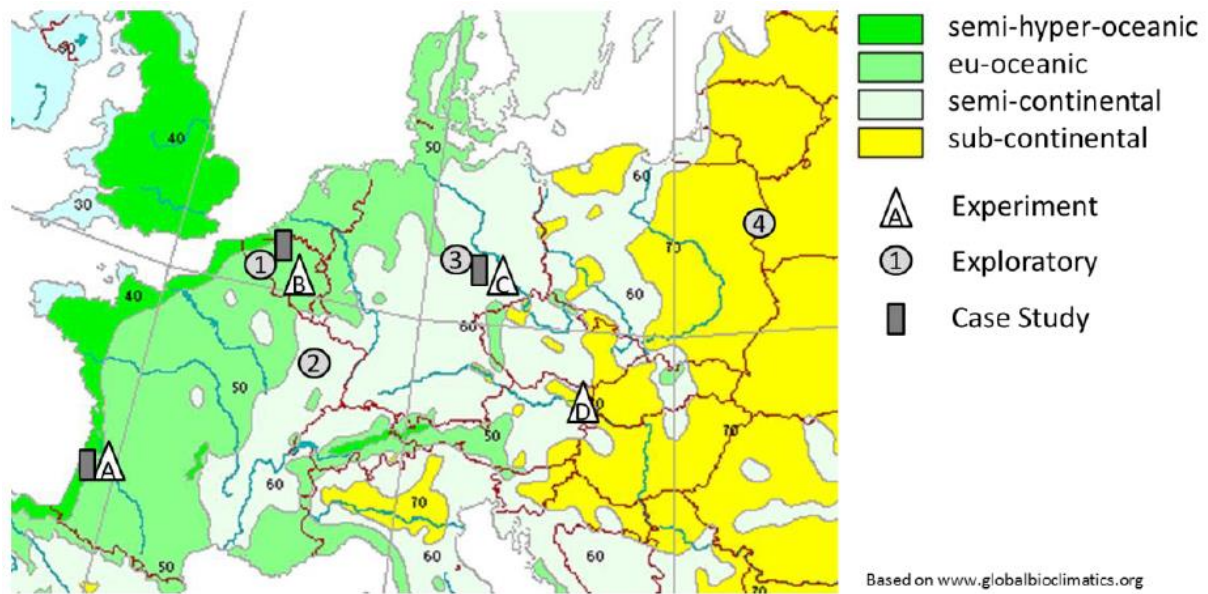 semi-hyper-oceanic
eu-oceanic
semi-continental
sub-continental
A Experiment
1 Exploratory
Case Study
Based on www.globalbioclimatics.org
40
50
60
30
4
70
1
3
B
C
40
60
60
2
50
D
70
50
A
60
70
60
60
50
70